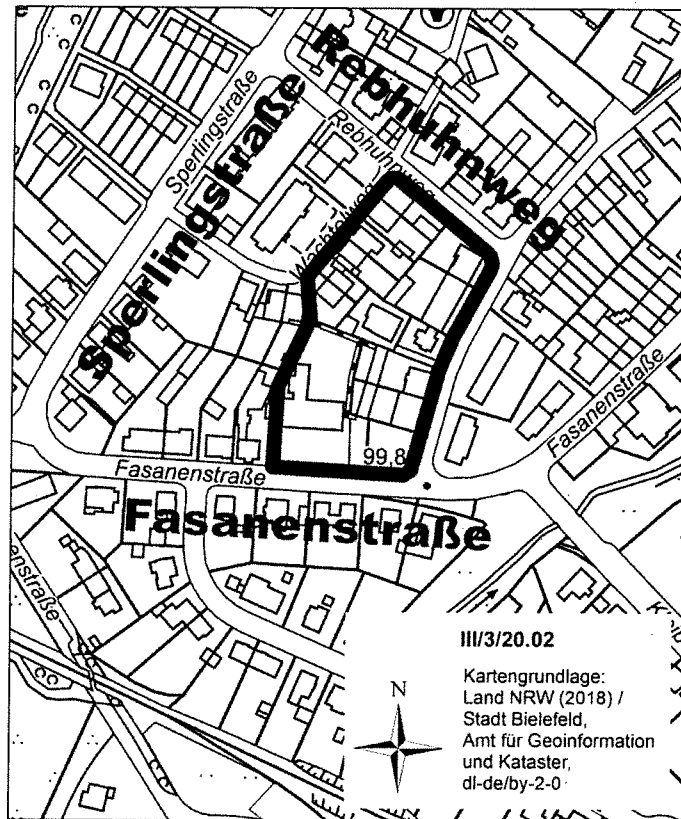 Rebhuhnweg
Rebhuhnweg
Sperlingstraße
Sperlingstraße
Fasanenstraße
99,8
Fasanenstraße
Fasanenstraße
enstraße
III/3/20.02
N
Kartengrundlage:
Land NRW (2018) /
Stadt Bielefeld,
Amt für Geoinformation
und Kataster,
dl-de/by-2-0